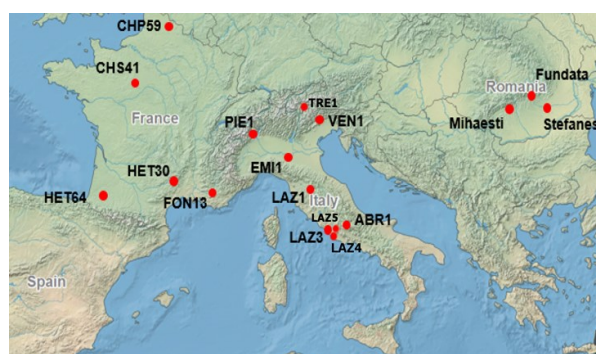 CHP59
CHS41
France
TRE1
Romania
Fundata
Mihaesti
Stefanes
PIE1
VEN1
EMI1
HET30
HET64
FON13
LAZ1
Italy
LAZ5
ABR1
LAZ3
LAZ4
Spain